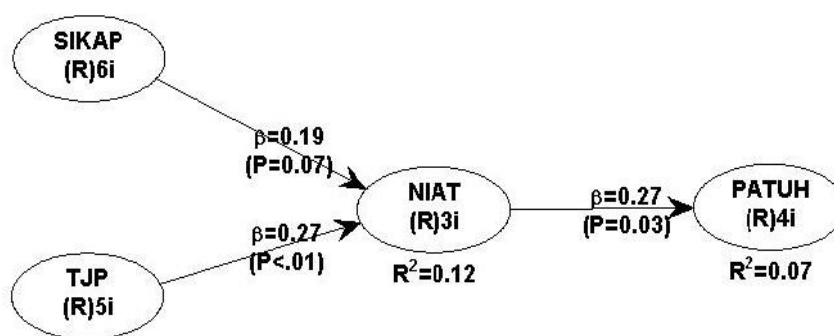 SIKAP
(R)6i
β=0.19
(P=0.07)
NIAT
(R)3i
R²=0.12
β=0.27
(P=0.03)
PATUH
(R)4i
R²=0.07
β=0.27
(P<.01)
TJP
(R)5i